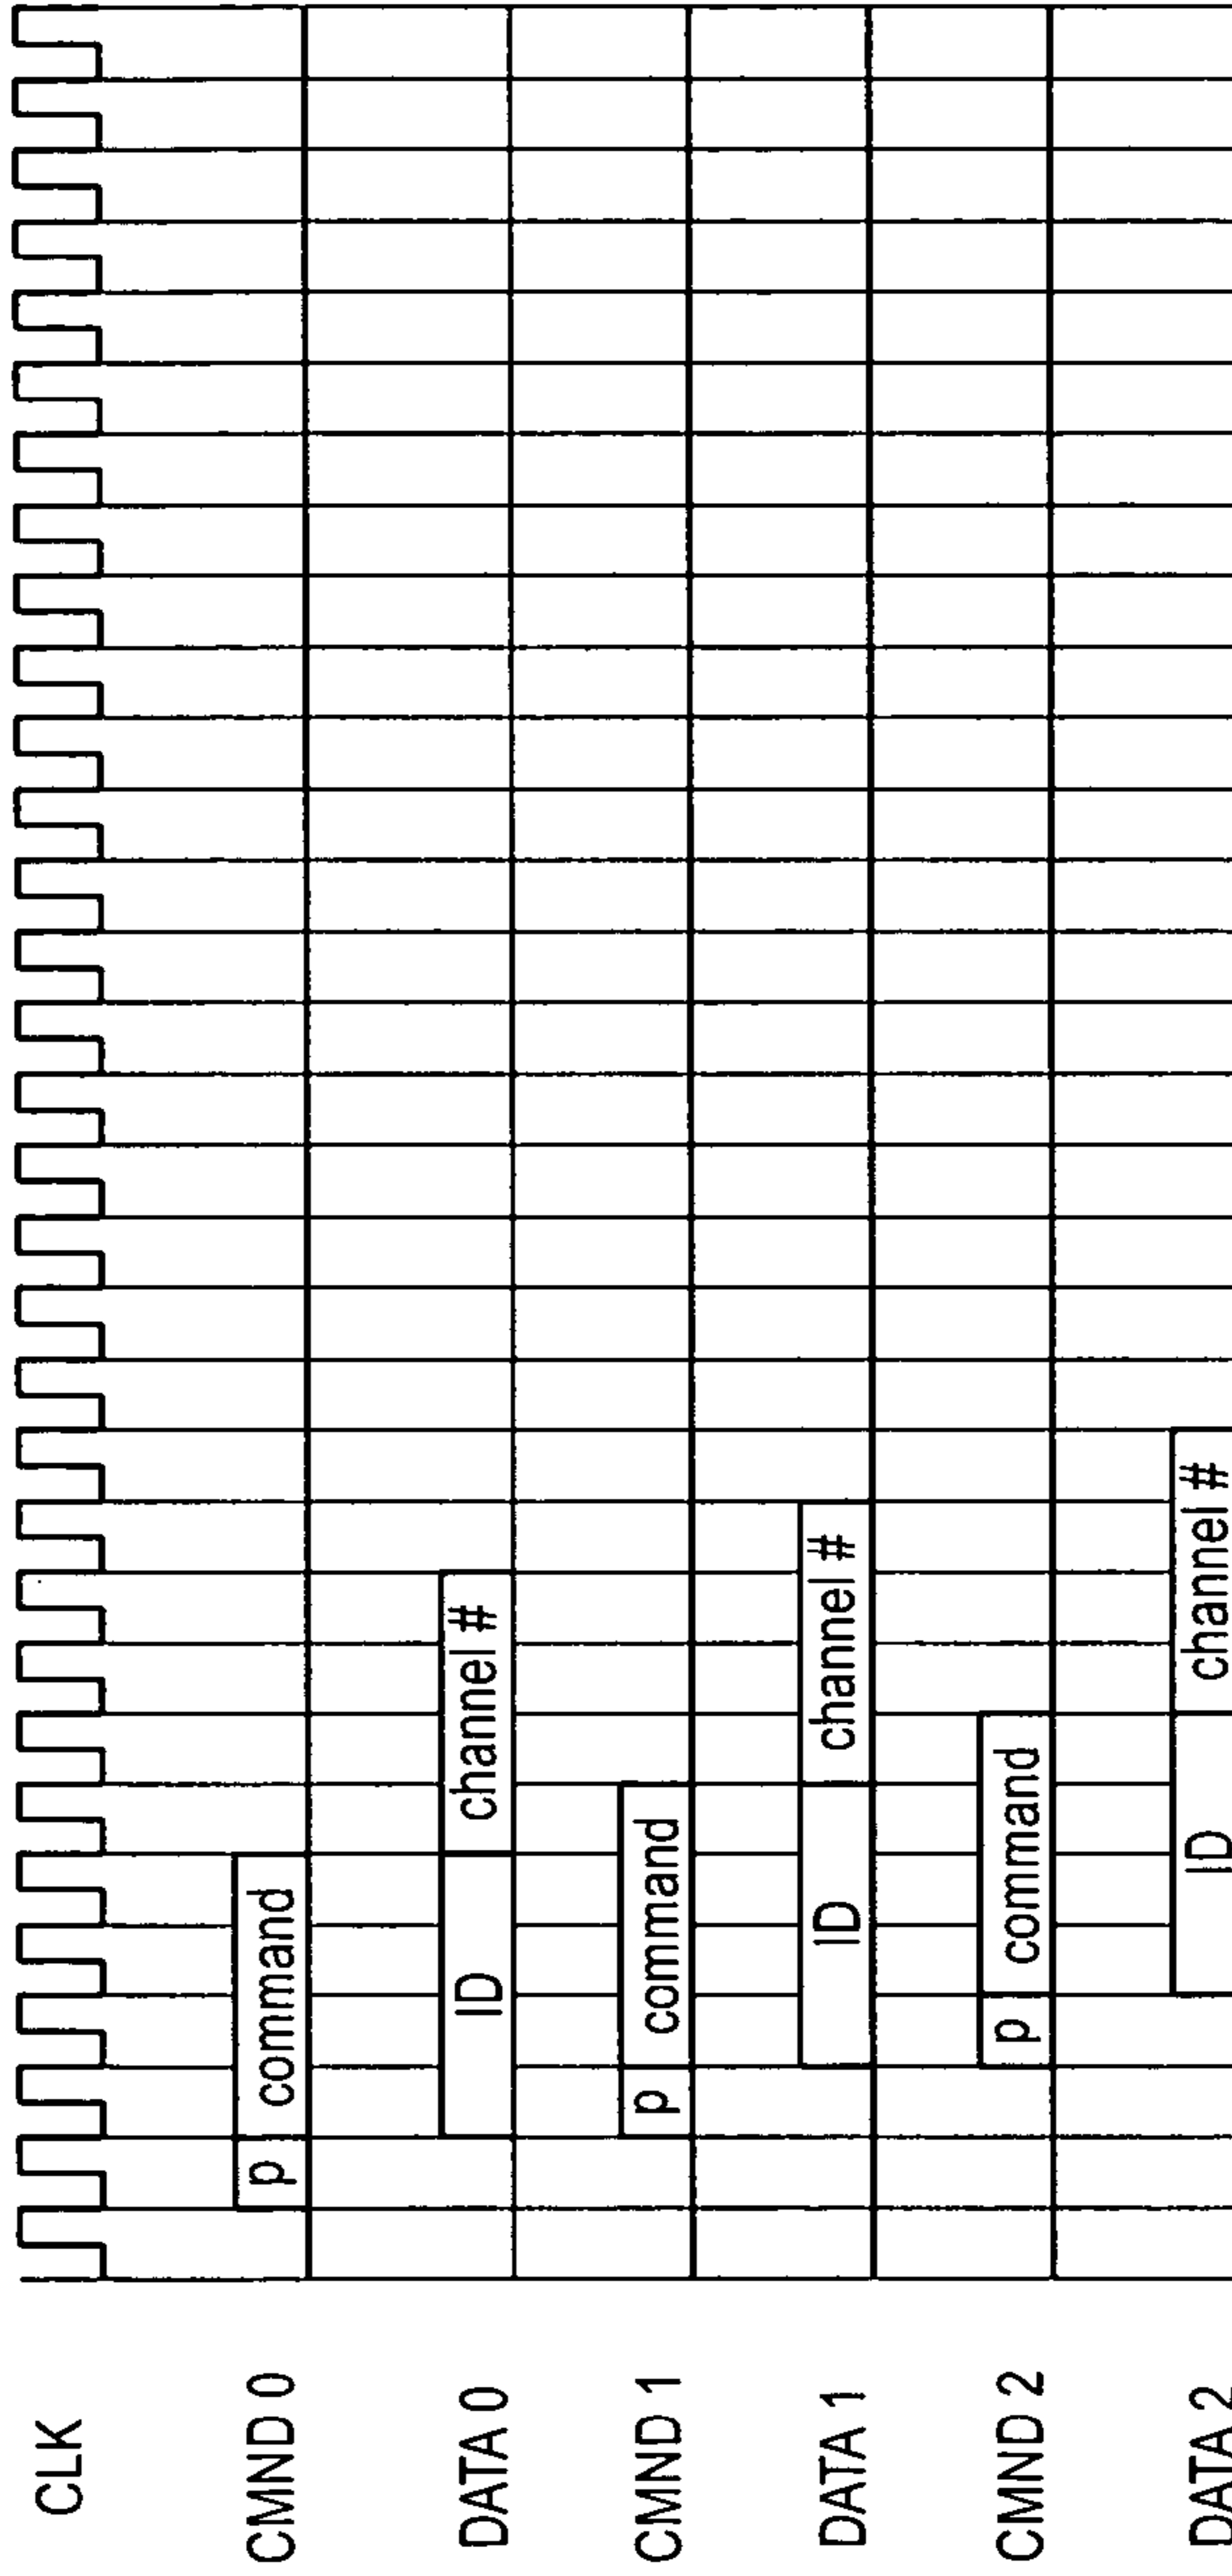 CLK
CMND 0
p command
DATA 0
ID channel #
CMND 1
p command
DATA 1
ID channel #
CMND 2
p command
DATA 2
ID channel #